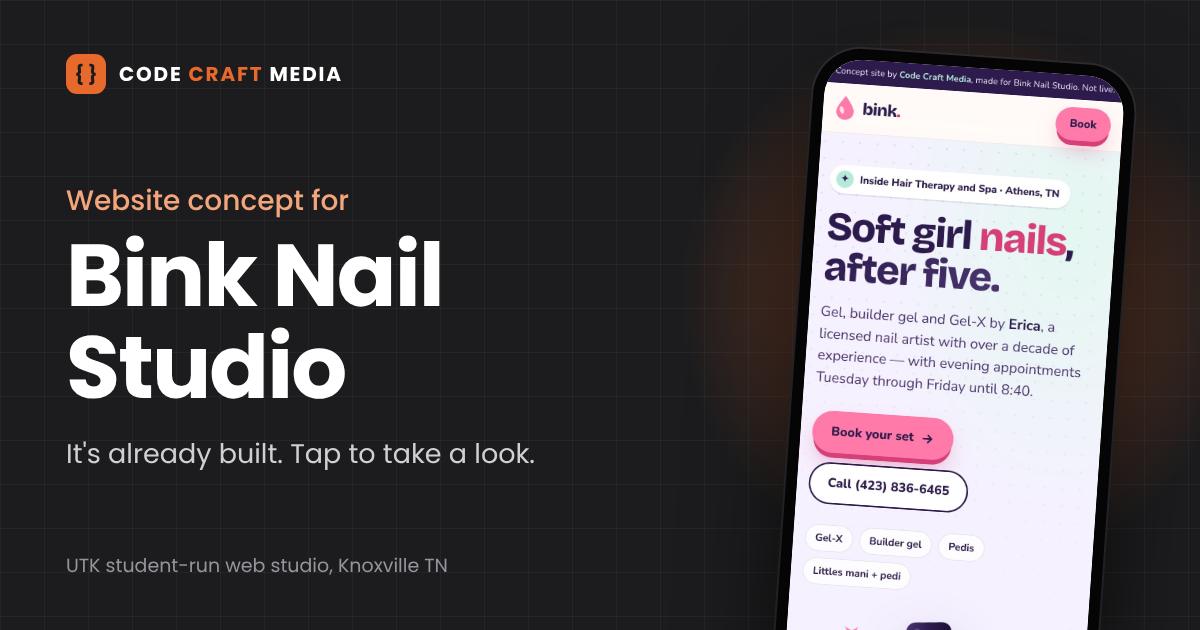 { } CODE CRAFT MEDIA
Website concept for
Bink Nail
Studio
It's already built. Tap to take a look.
UTK student-run web studio, Knoxville TN
Concept site by Code Craft Media, made for Bink Nail Studio. Not live.
bink.
Book
Inside Hair Therapy and Spa · Athens, TN
Soft girl nails,
after five.
Gel, builder gel and Gel-X by Erica, a
licensed nail artist with over a decade of
experience — with evening appointments
Tuesday through Friday until 8:40.
Book your set →
Call (423) 836-6465
Gel-X
Builder gel
Pedis
Littles mani + pedi